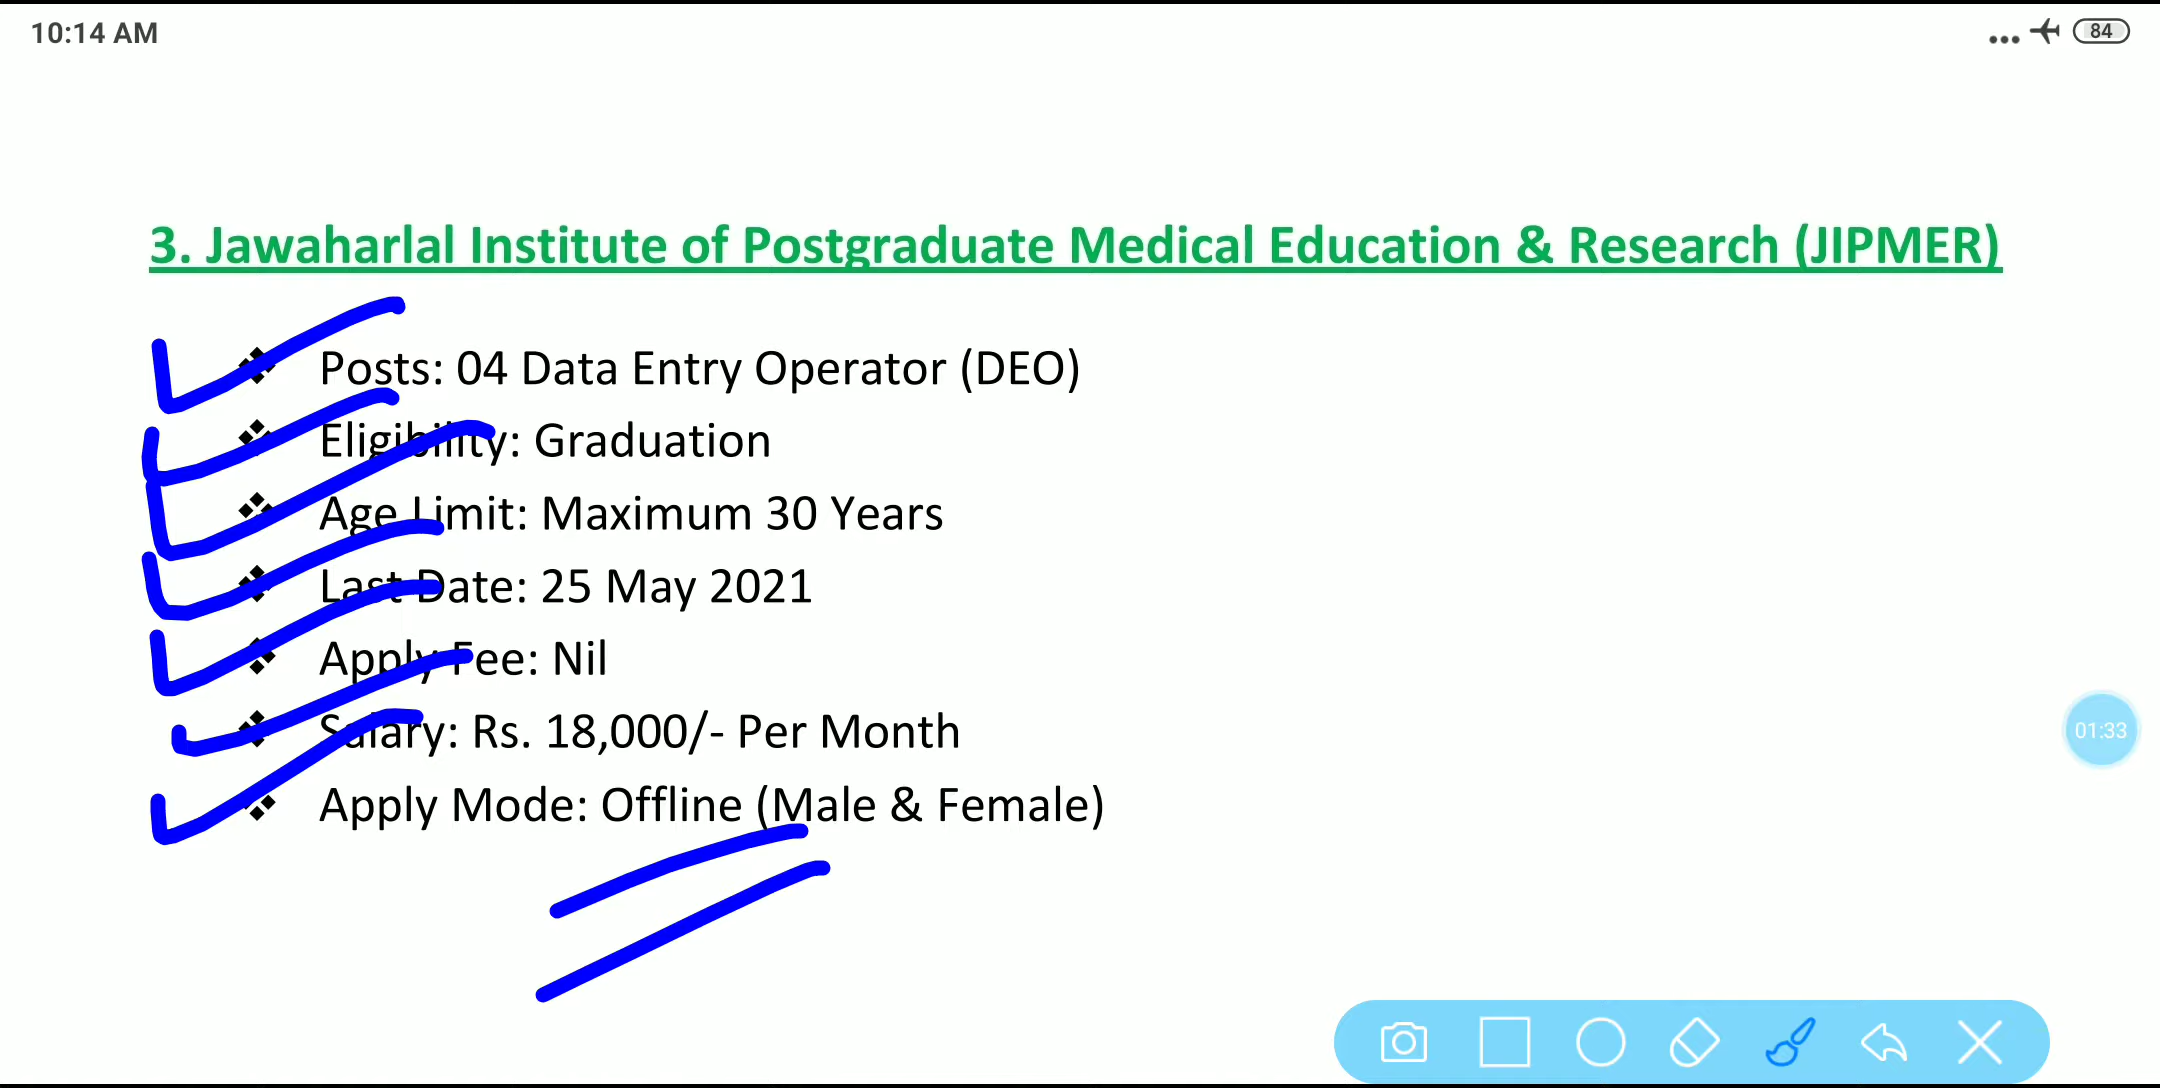 10:14 AM
84
3. Jawaharlal Institute of Postgraduate Medical Education & Research (JIPMER)
Posts: 04 Data Entry Operator (DEO)
Eligibility: Graduation
Age Limit: Maximum 30 Years
Last Date: 25 May 2021
Apply Fee: Nil
Salary: Rs. 18,000/- Per Month
01:33
Apply Mode: Offline (Male & Female)